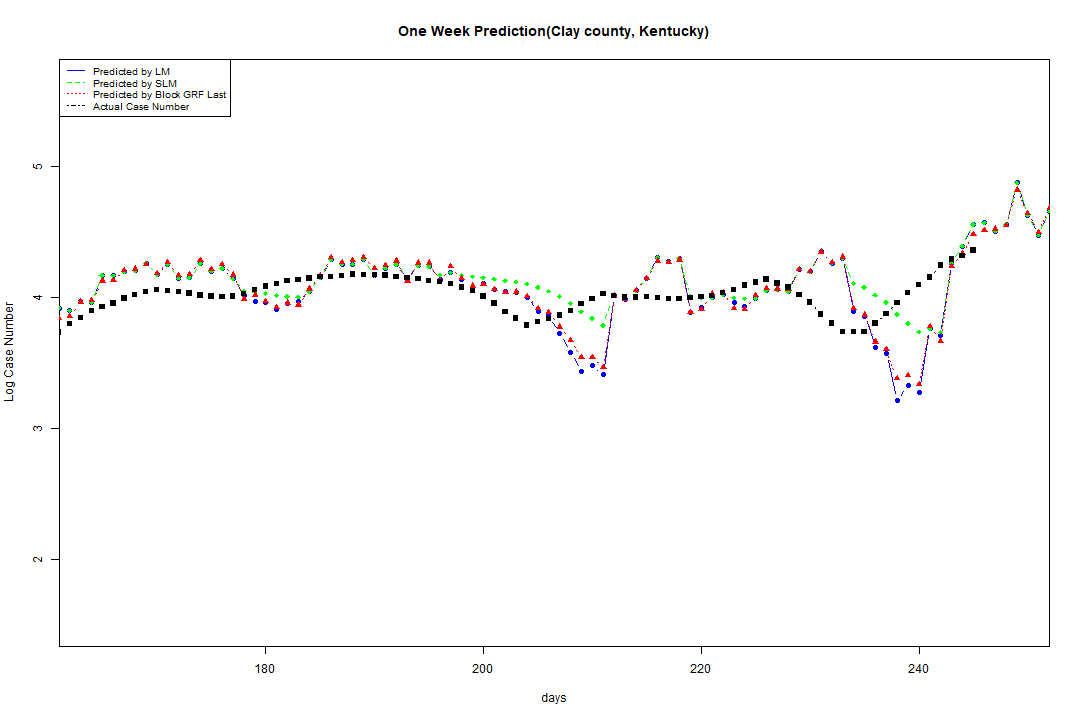 One Week Prediction(Clay county, Kentucky)
Predicted by LM
Predicted by SLM
Predicted by Block GRF Last
Actual Case Number
5
4
3
2
Log Case Number
180 200 220 240
days